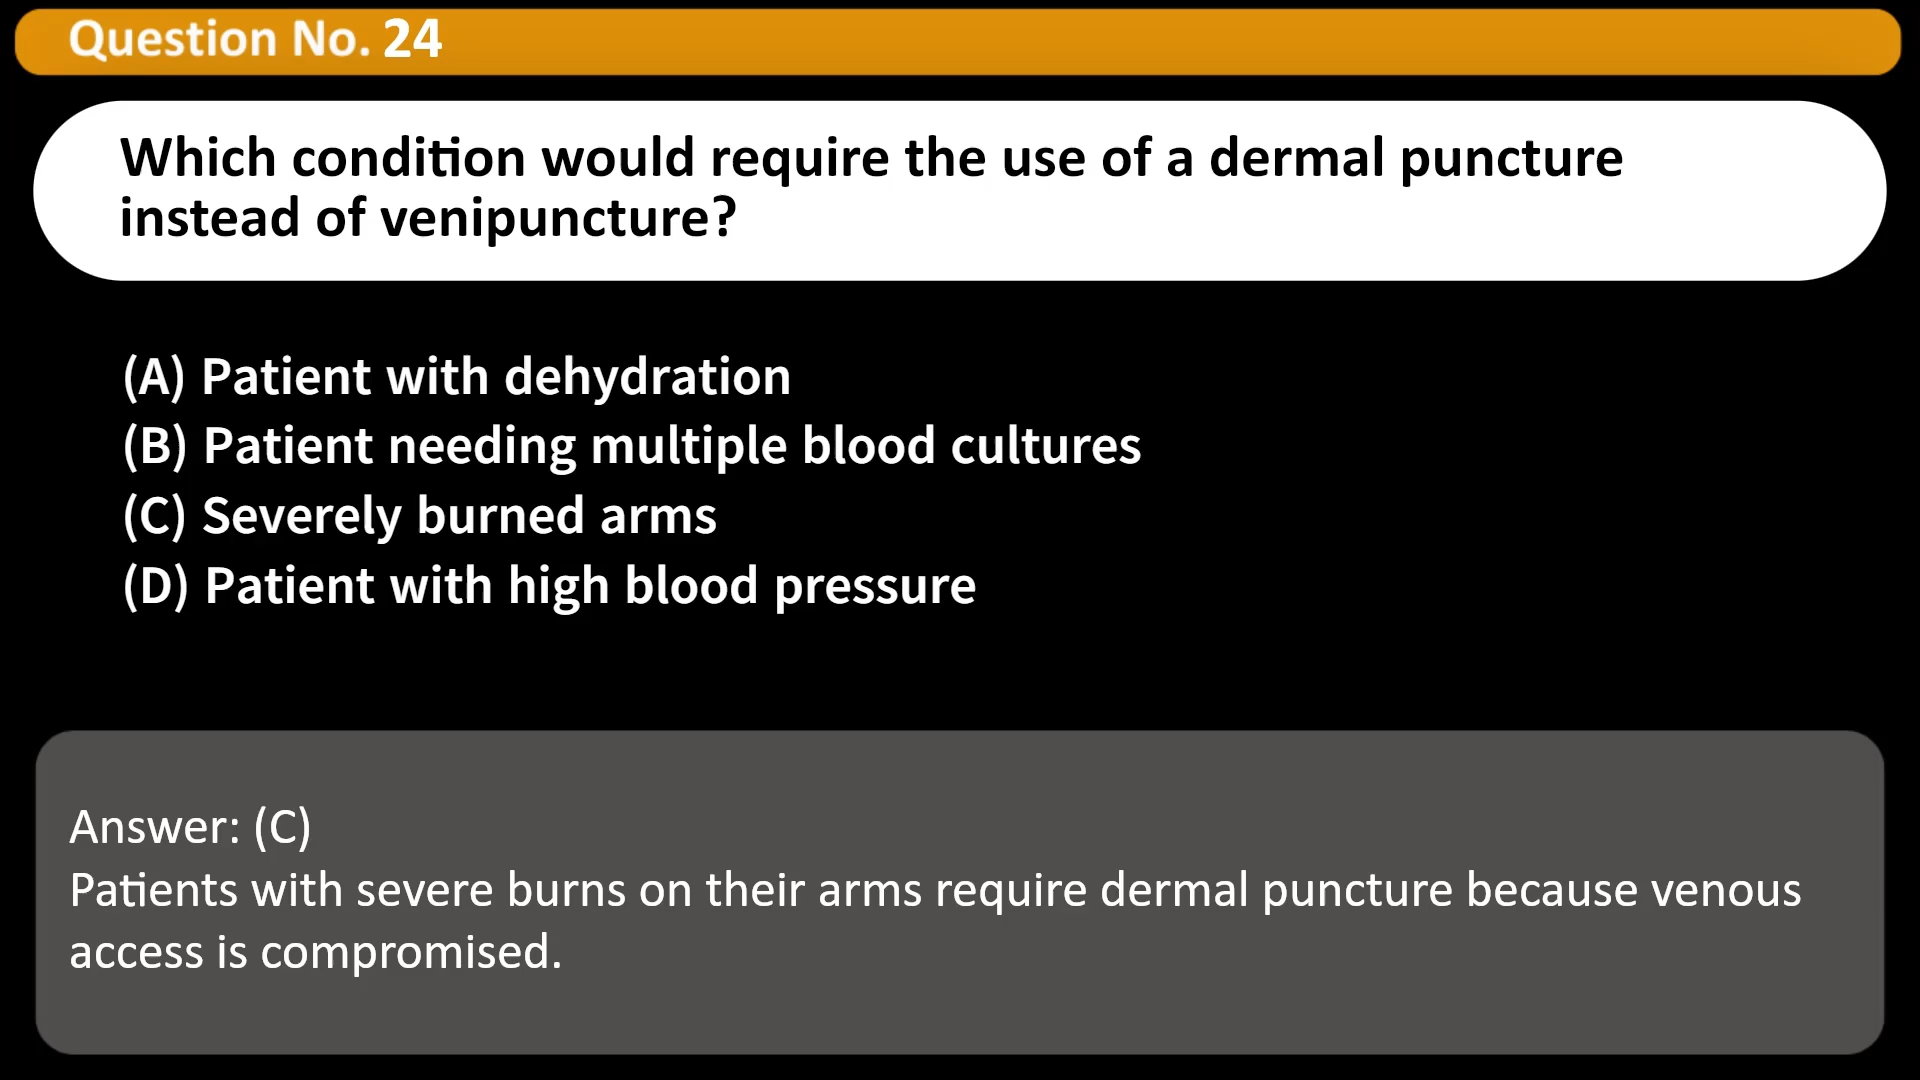 Question No. 24
Which condition would require the use of a dermal puncture
instead of venipuncture?
(A) Patient with dehydration
(B) Patient needing multiple blood cultures
(C) Severely burned arms
(D) Patient with high blood pressure
Answer: (C)
Patients with severe burns on their arms require dermal puncture because venous
access is compromised.